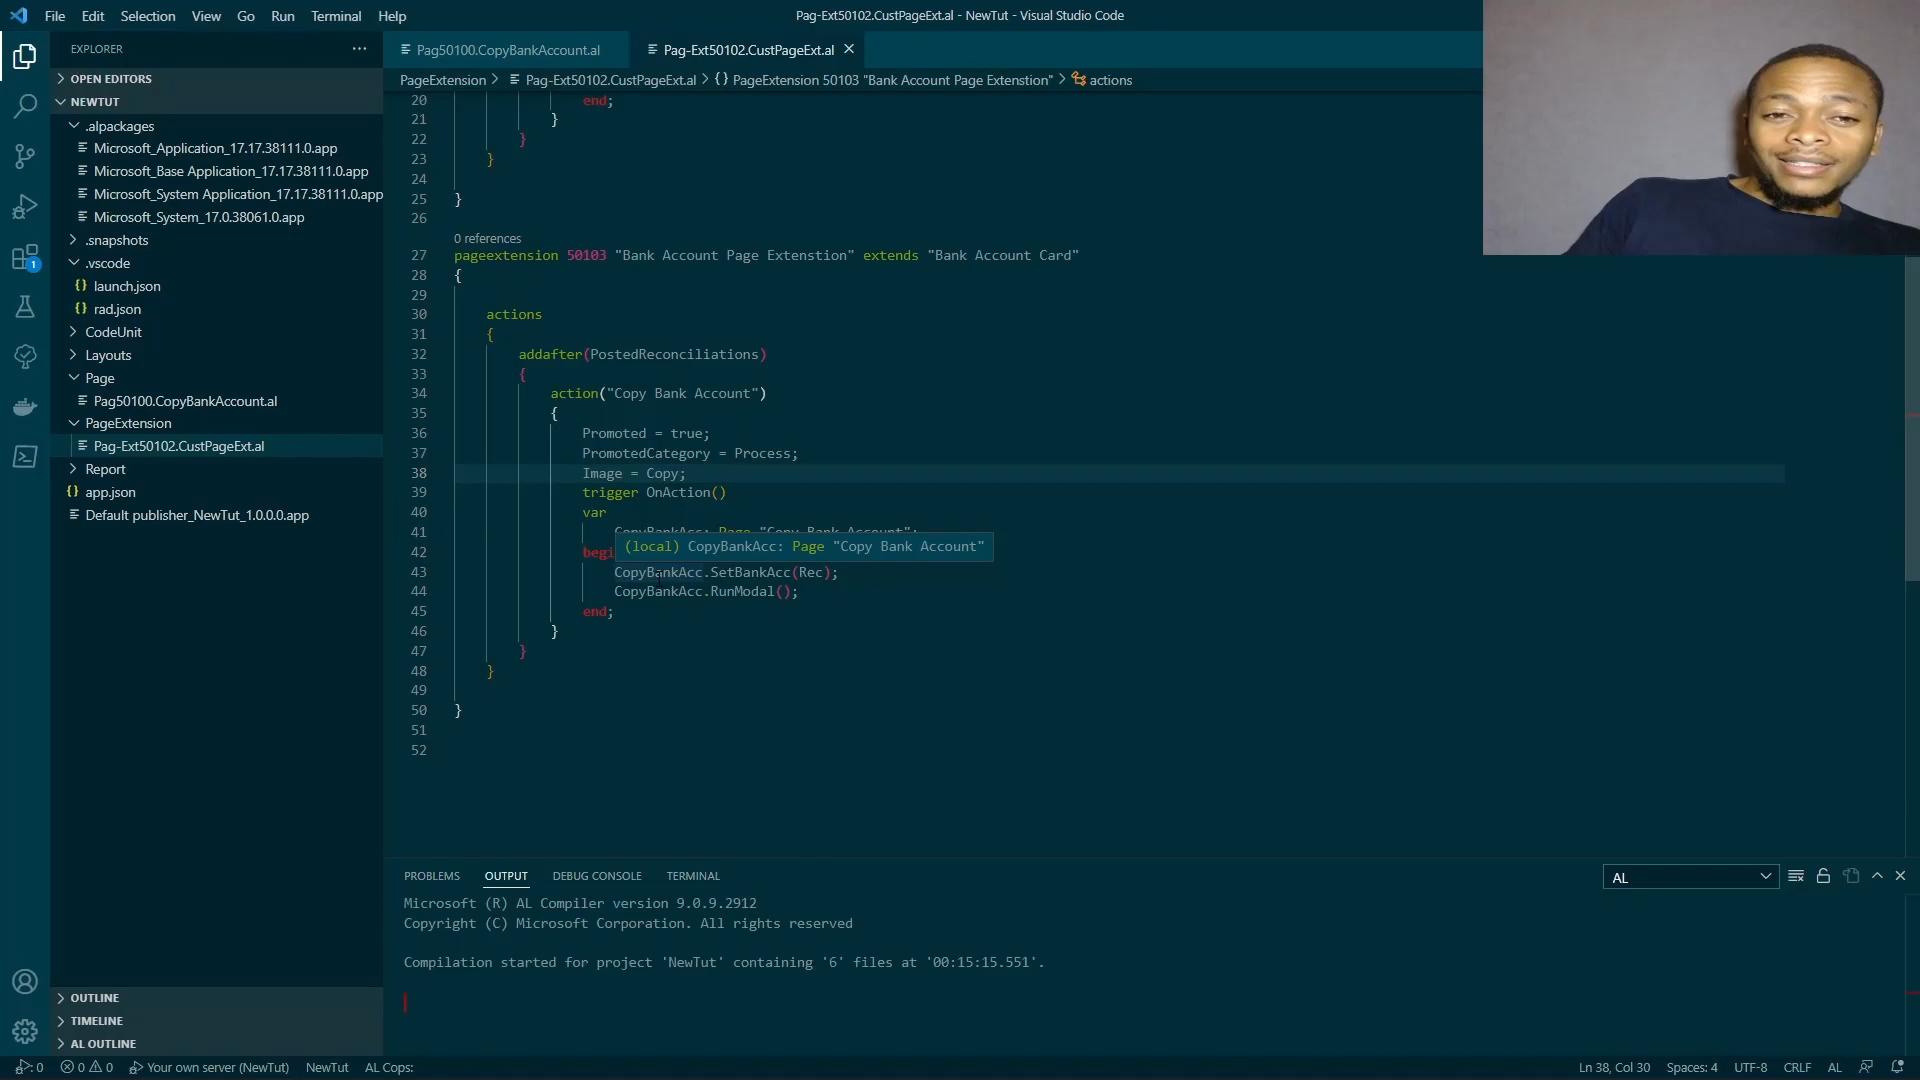 File Edit Selection View Go Run Terminal Help
Pag-Ext50102.CustPageExt.al - NewTut - Visual Studio Code
EXPLORER
OPEN EDITORS
NEWTUT
.alpackages
Microsoft_Application_17.17.38111.0.app
Microsoft_Base Application_17.17.38111.0.app
Microsoft_System Application_17.17.38111.0.app
Microsoft_System_17.0.38061.0.app
.snapshots
.vscode
launch.json
rad.json
CodeUnit
Layouts
Page
Pag50100.CopyBankAccount.al
PageExtension
Pag-Ext50102.CustPageExt.al
Report
app.json
Default publisher_NewTut_1.0.0.0.app
OUTLINE
TIMELINE
AL OUTLINE
1
Pag50100.CopyBankAccount.al
Pag-Ext50102.CustPageExt.al
PageExtension > Pag-Ext50102.CustPageExt.al > {} PageExtension 50103 "Bank Account Page Extenstion" > actions
20 end;
21 }
22 }
23 }
24
25 }
26
0 references
27 pageextension 50103 "Bank Account Page Extenstion" extends "Bank Account Card"
28 {
29
30 actions
31 {
32 addafter(PostedReconciliations)
33 {
34 action("Copy Bank Account")
35 {
36 Promoted = true;
37 PromotedCategory = Process;
38 Image = Copy;
39 trigger OnAction()
40 var
41 CopyBankAcc: Page "Copy Bank Account";
(local) CopyBankAcc: Page "Copy Bank Account"
42 begi
43 CopyBankAcc.SetBankAcc(Rec);
44 CopyBankAcc.RunModal();
45 end;
46 }
47 }
48 }
49
50 }
51
52
PROBLEMS OUTPUT DEBUG CONSOLE TERMINAL
AL
Microsoft (R) AL Compiler version 9.0.9.2912
Copyright (C) Microsoft Corporation. All rights reserved
Compilation started for project 'NewTut' containing '6' files at '00:15:15.551'.
: 0 0 0 Your own server (NewTut) NewTut AL Cops:
Ln 38, Col 30 Spaces: 4 UTF-8 CRLF AL